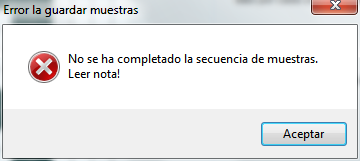 Error la guardar muestras
No se ha completado la secuencia de muestras.
Leer nota!
Aceptar